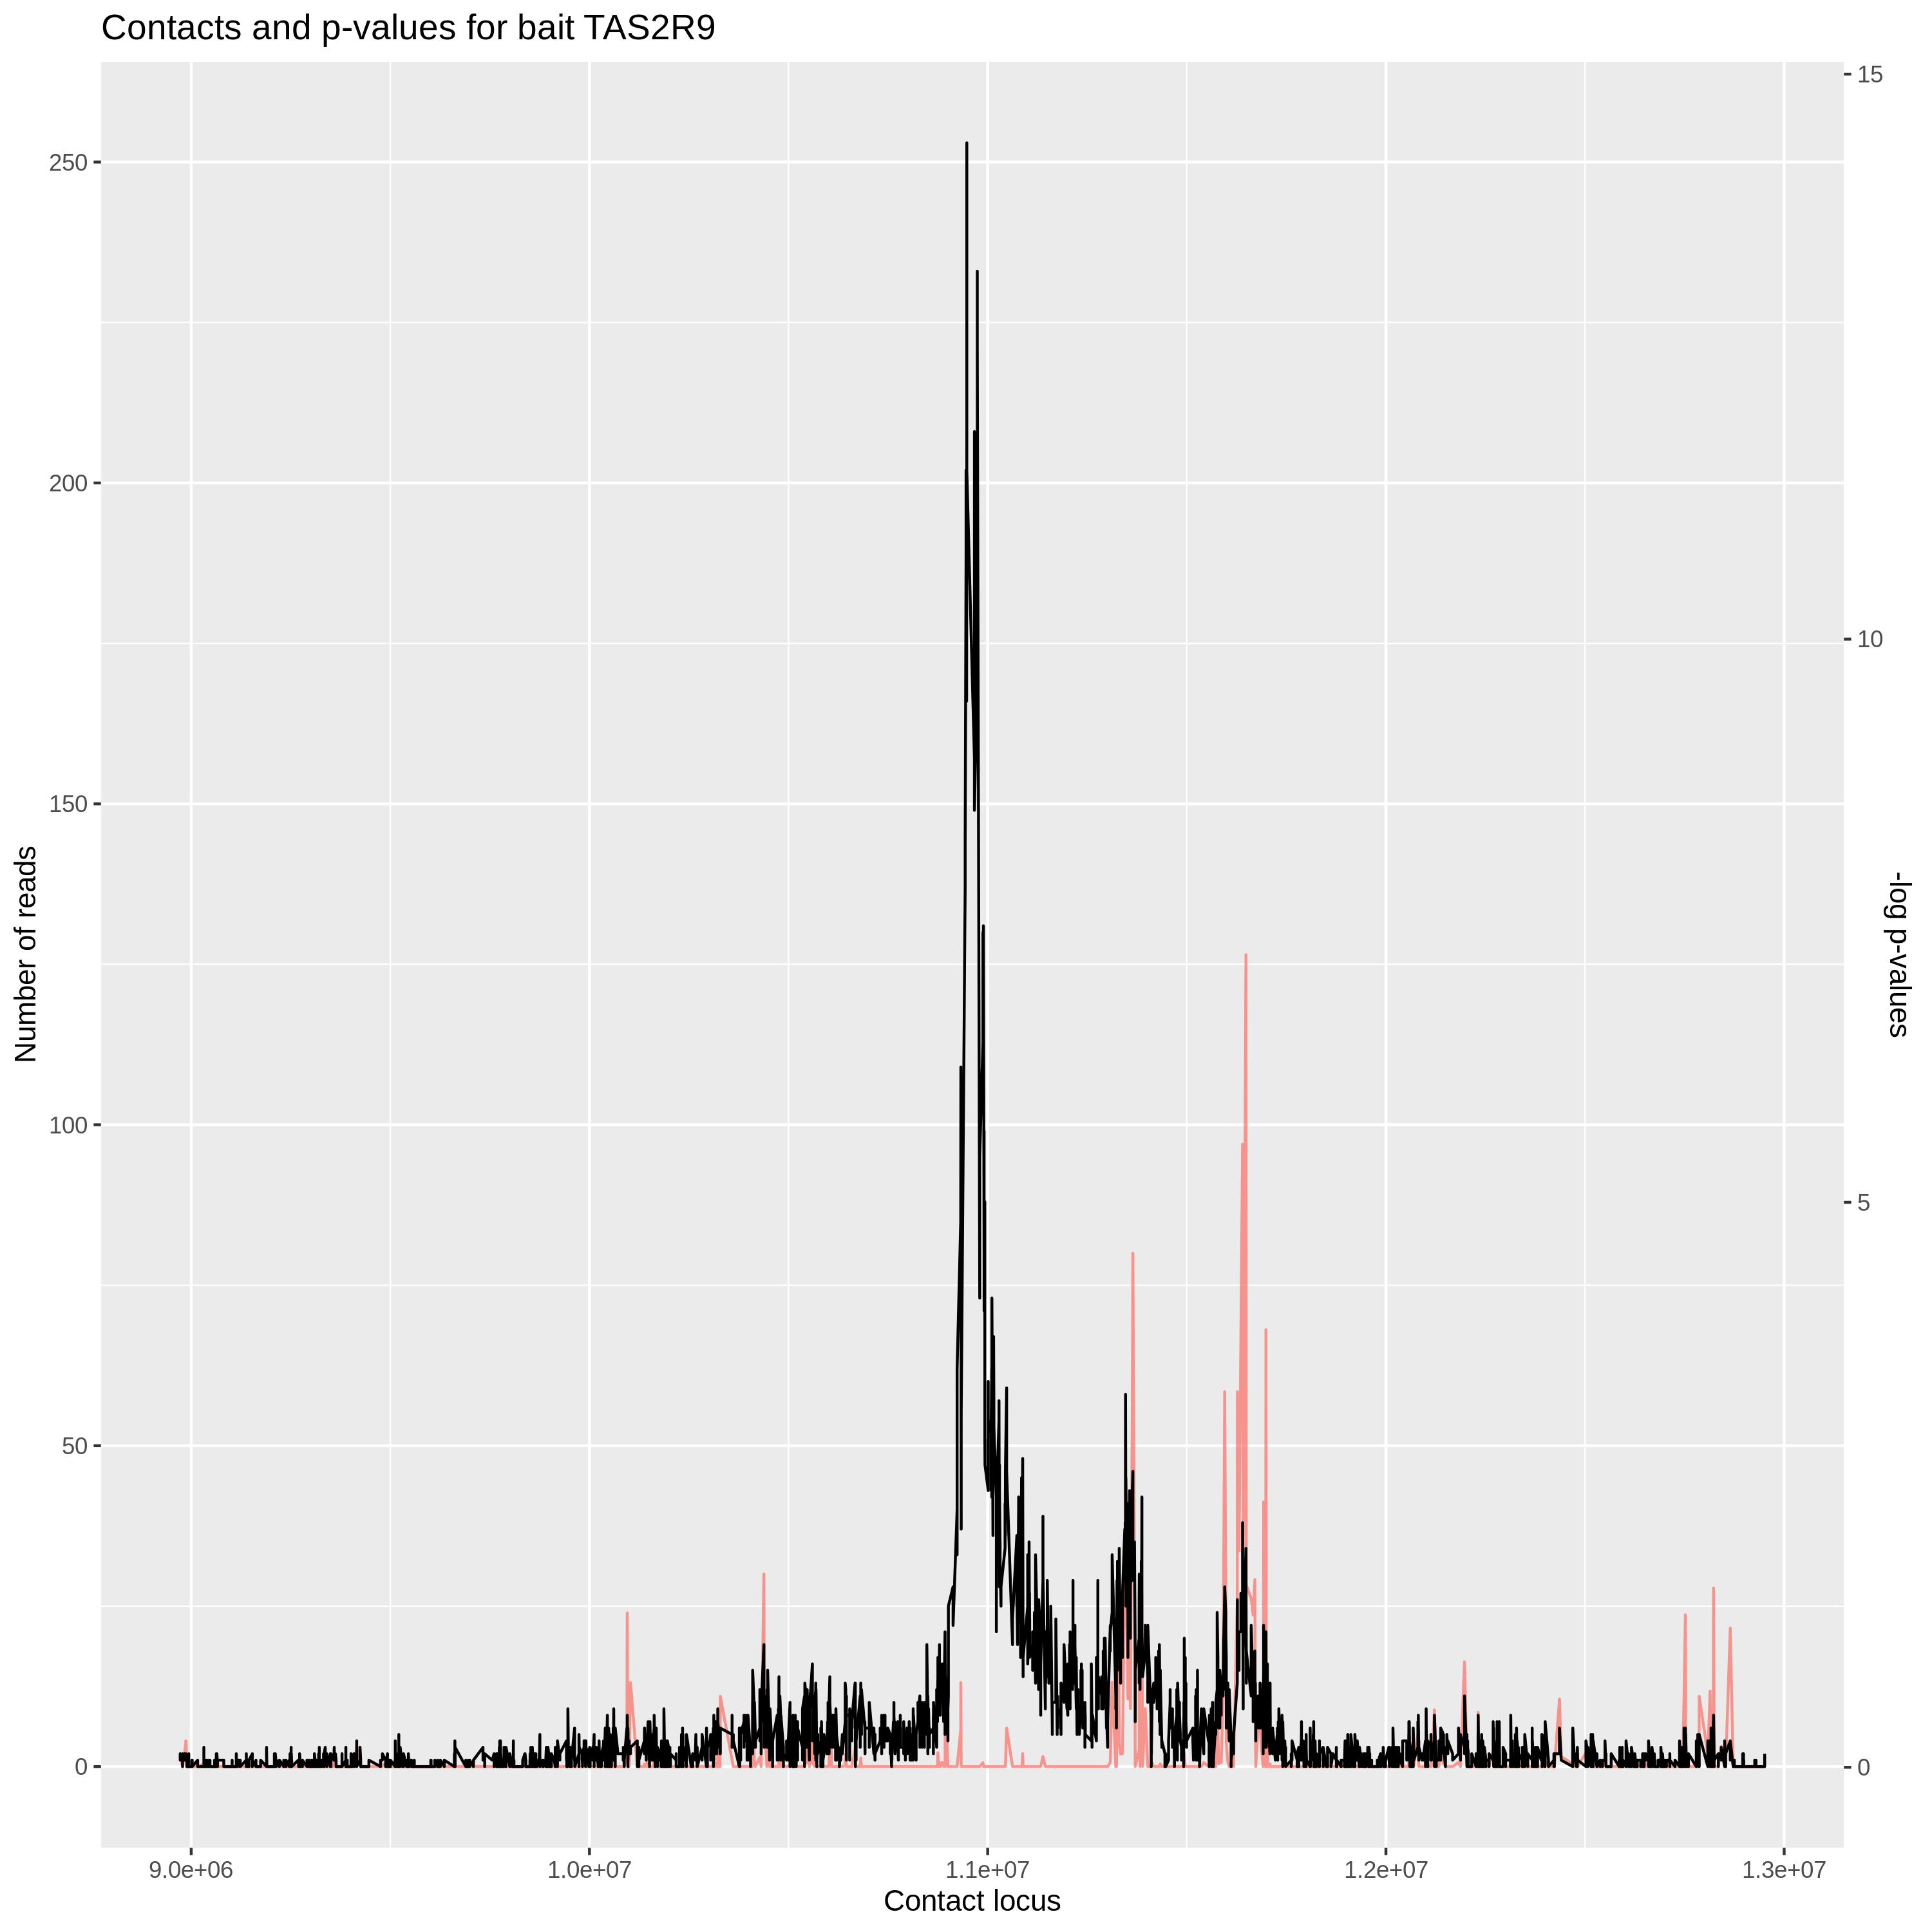 Contacts and p-values for bait TAS2R9
Number of reads
250
200
150
100
50
0
15
10
5
0
-log p-values
9.0e+06
1.0e+07
1.1e+07
1.2e+07
1.3e+07
Contact locus